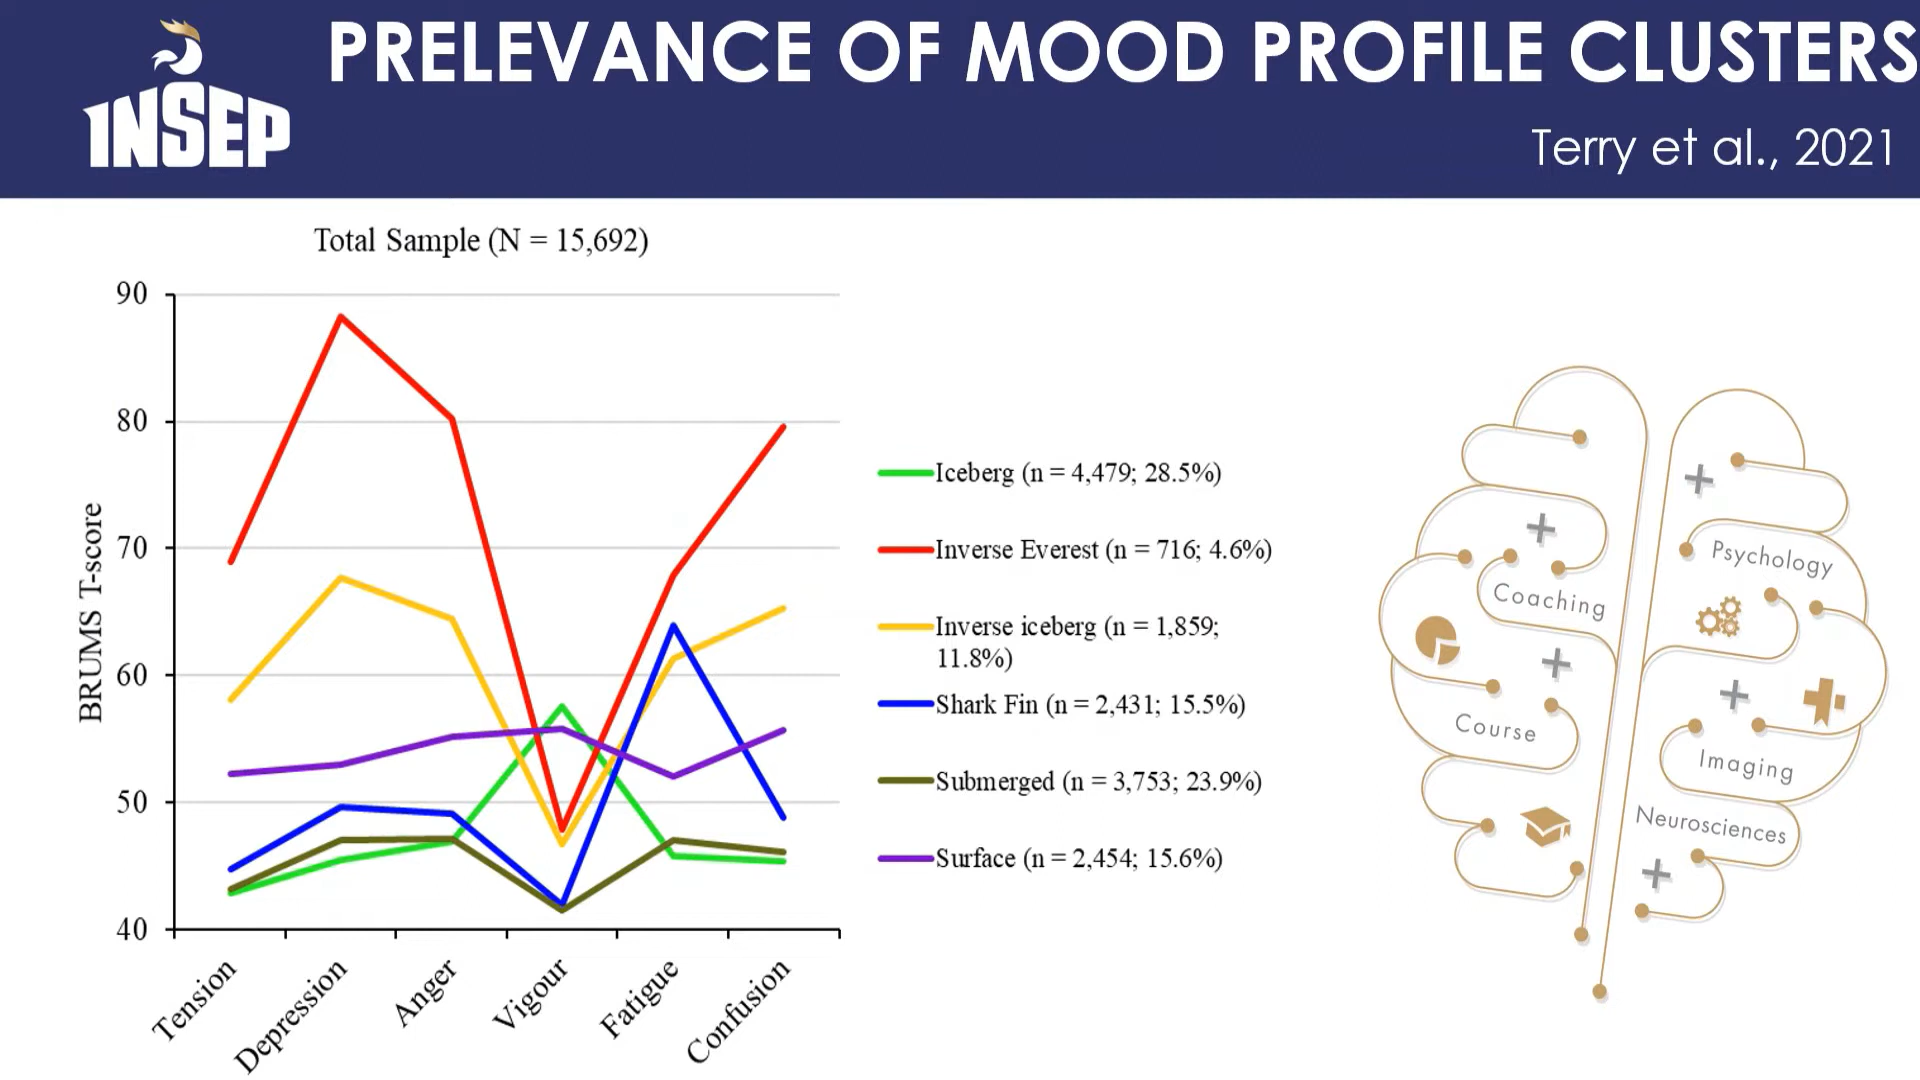 INSEP
PRELEVANCE OF MOOD PROFILE CLUSTERS
Terry et al., 2021
Total Sample (N = 15,692)
90
80
70
60
50
40
BRUMS T-score
Tension
Depression
Anger
Vigour
Fatigue
Confusion
Iceberg (n = 4,479; 28.5%)
Inverse Everest (n = 716; 4.6%)
Inverse iceberg (n = 1,859;
11.8%)
Shark Fin (n = 2,431; 15.5%)
Submerged (n = 3,753; 23.9%)
Surface (n = 2,454; 15.6%)
Psychology
Coaching
Course
Imaging
Neurosciences